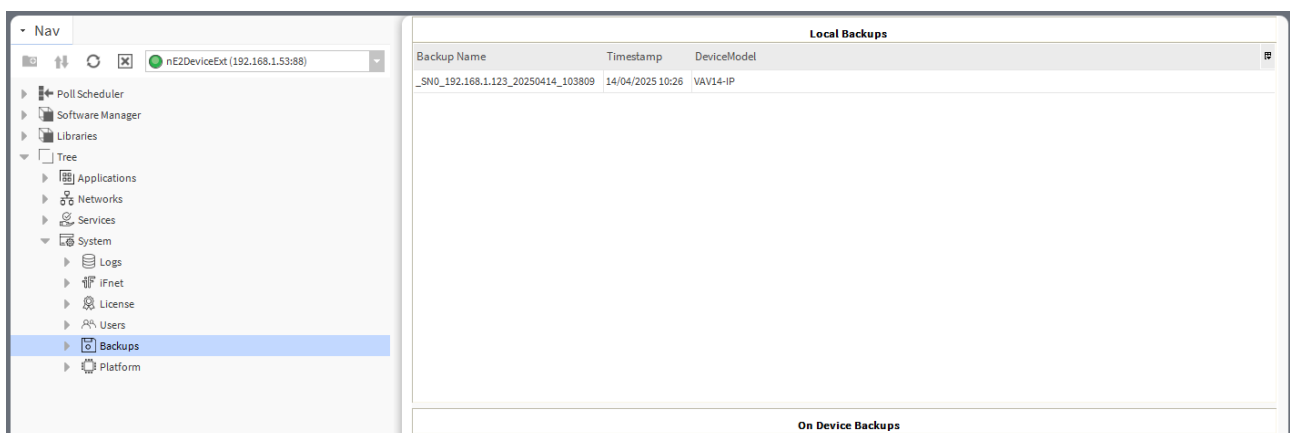 Nav
nE2DeviceExt (192.168.1.53:88)
Poll Scheduler
Software Manager
Libraries
Tree
Applications
Networks
Services
System
Logs
iFnet
License
Users
Backups
Platform
Local Backups
Backup Name Timestamp DeviceModel
_SN0_192.168.1.123_20250414_103809 14/04/2025 10:26 VAV14-IP
On Device Backups